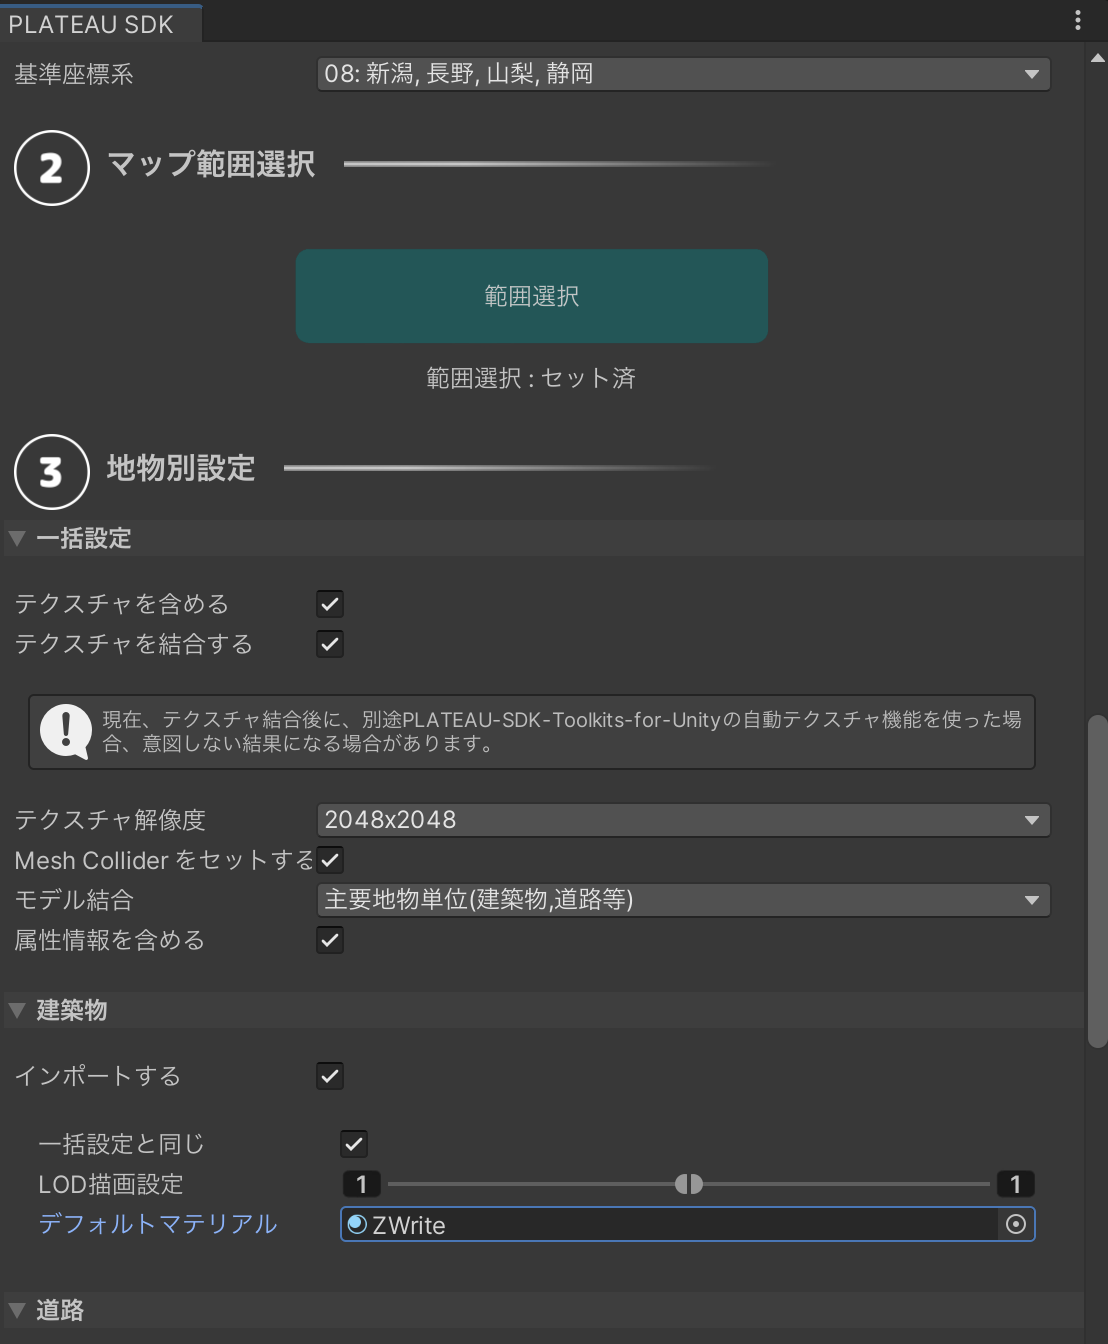 PLATEAU SDK
基準座標系
08: 新潟, 長野, 山梨, 静岡
2 マップ範囲選択
範囲選択
範囲選択 : セット済
3 地物別設定
一括設定
テクスチャを含める
テクスチャを結合する
現在、テクスチャ結合後に、別途PLATEAU-SDK-Toolkits-for-Unityの自動テクスチャ機能を使った場
合、意図しない結果になる場合があります。
テクスチャ解像度
2048x2048
Mesh Collider をセットする
モデル結合
主要地物単位(建築物,道路等)
属性情報を含める
建築物
インポートする
一括設定と同じ
LOD描画設定
1 1
デフォルトマテリアル
ZWrite
道路